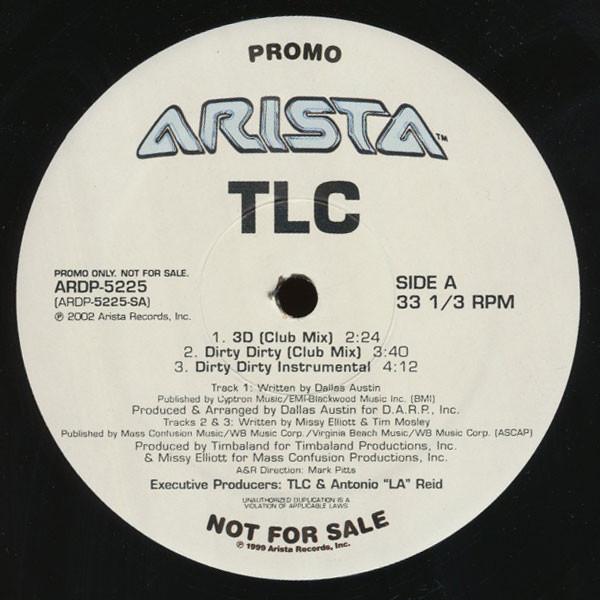 PROMO
ARISTA™
TLC
PROMO ONLY. NOT FOR SALE.
ARDP-5225
(ARDP-5225-SA)
℗ 2002 Arista Records, Inc.
SIDE A
33 1/3 RPM
1. 3D (Club Mix) 2:24
2. Dirty Dirty (Club Mix) 3:40
3. Dirty Dirty Instrumental 4:12
Track 1: Written by Dallas Austin
Published by Cyptron Music/EMI-Blackwood Music Inc. (BMI)
Produced & Arranged by Dallas Austin for D.A.R.P., Inc.
Tracks 2 & 3: Written by Missy Elliott & Tim Mosley
Published by Mass Confusion Music/WB Music Corp./Virginia Beach Music/WB Music Corp. (ASCAP)
Produced by Timbaland for Timbaland Productions, Inc.
& Missy Elliott for Mass Confusion Productions, Inc.
A&R Direction: Mark Pitts
Executive Producers: TLC & Antonio "LA" Reid
UNAUTHORIZED DUPLICATION IS A
VIOLATION OF APPLICABLE LAWS
NOT FOR SALE
℗ 1999 Arista Records, Inc.